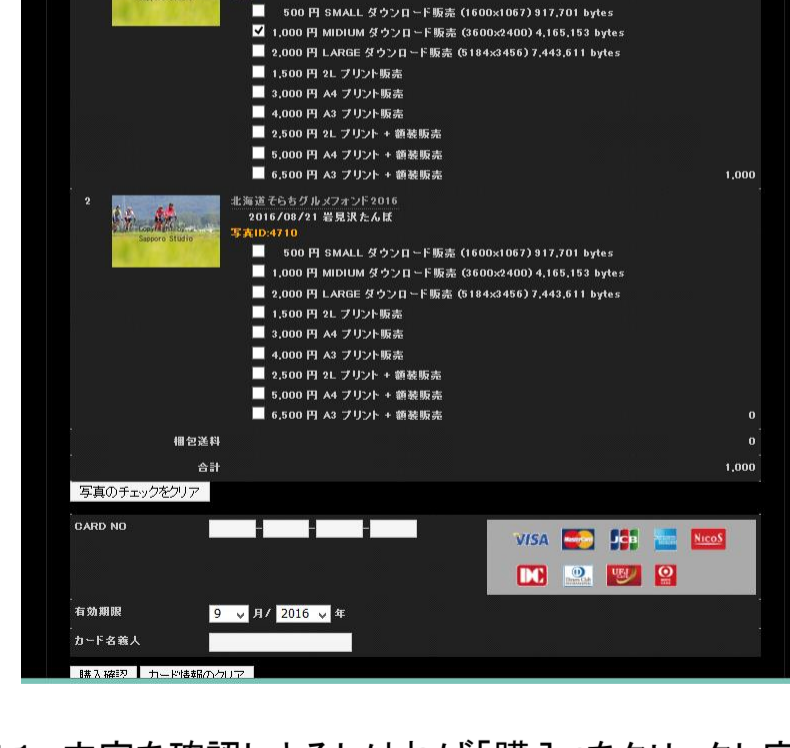 500 円 SMALL ダウンロード販売 (1600x1067) 917,701 bytes
1,000 円 MIDIUM ダウンロード販売 (3600x2400) 4,165,153 bytes
2,000 円 LARGE ダウンロード販売 (5184x3456) 7,443,611 bytes
1,500 円 2L プリント販売
3,000 円 A4 プリント販売
4,000 円 A3 プリント販売
2,500 円 2L プリント + 額装販売
5,000 円 A4 プリント + 額装販売
6,500 円 A3 プリント + 額装販売 1,000
2 北海道そらちグルメフォンド2016
2016/08/21 岩見沢たんぼ
写真ID:4710
Copyright by
Sapporo Studio
500 円 SMALL ダウンロード販売 (1600x1067) 917,701 bytes
1,000 円 MIDIUM ダウンロード販売 (3600x2400) 4,165,153 bytes
2,000 円 LARGE ダウンロード販売 (5184x3456) 7,443,611 bytes
1,500 円 2L プリント販売
3,000 円 A4 プリント販売
4,000 円 A3 プリント販売
2,500 円 2L プリント + 額装販売
5,000 円 A4 プリント + 額装販売
6,500 円 A3 プリント + 額装販売 0
梱包送料 0
合計 1,000
写真のチェックをクリア
CARD NO - - -
VISA MasterCard JCB NICOS
DC Diners Club UFJ
有効期限 9 月/ 2016 年
カード名義人
購入確認 カード情報のクリア